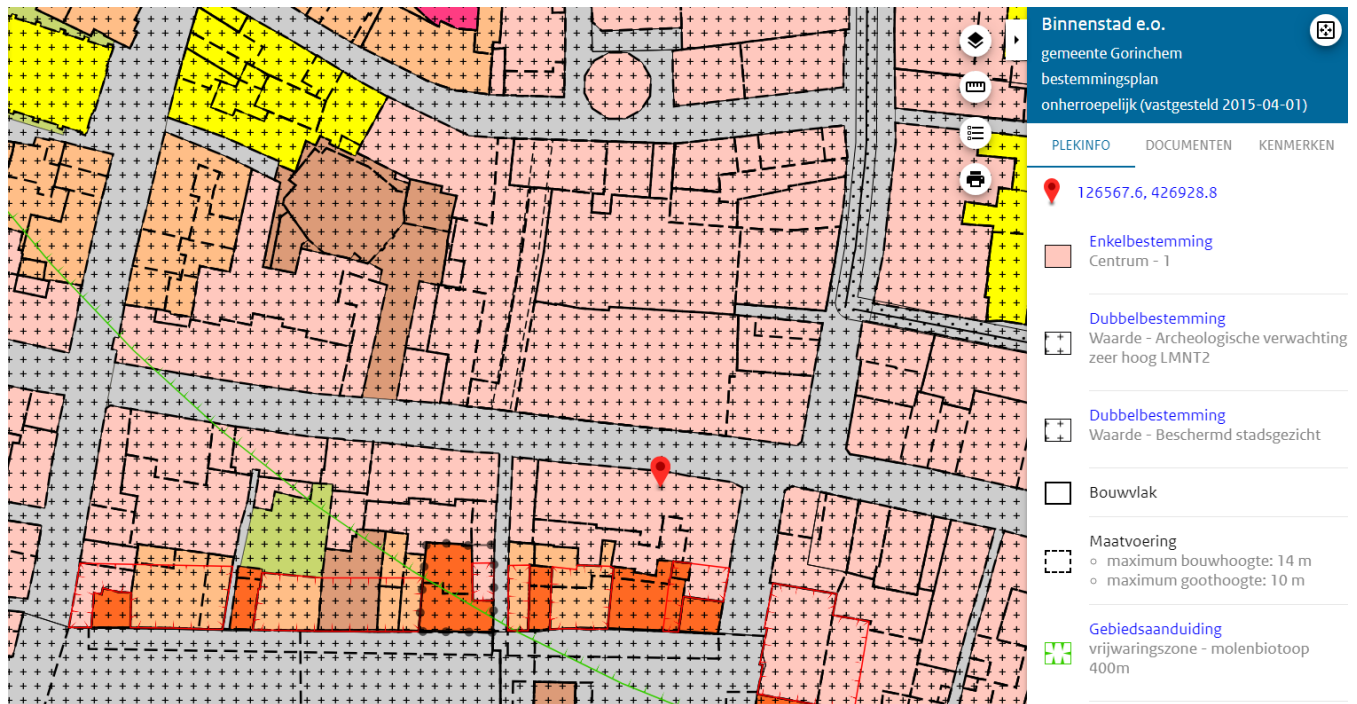 Binnenstad e.o.
gemeente Gorinchem
bestemmingsplan
onherroepelijk (vastgesteld 2015-04-01)
PLEKINFO DOCUMENTEN KENMERKEN
126567.6, 426928.8
Enkelbestemming
Centrum - 1
Dubbelbestemming
Waarde - Archeologische verwachting
zeer hoog LMNT2
Dubbelbestemming
Waarde - Beschermd stadsgezicht
Bouwvlak
Maatvoering
maximum bouwhoogte: 14 m
maximum goothoogte: 10 m
Gebiedsaanduiding
vrijwaringszone - molenbiotoop
400m